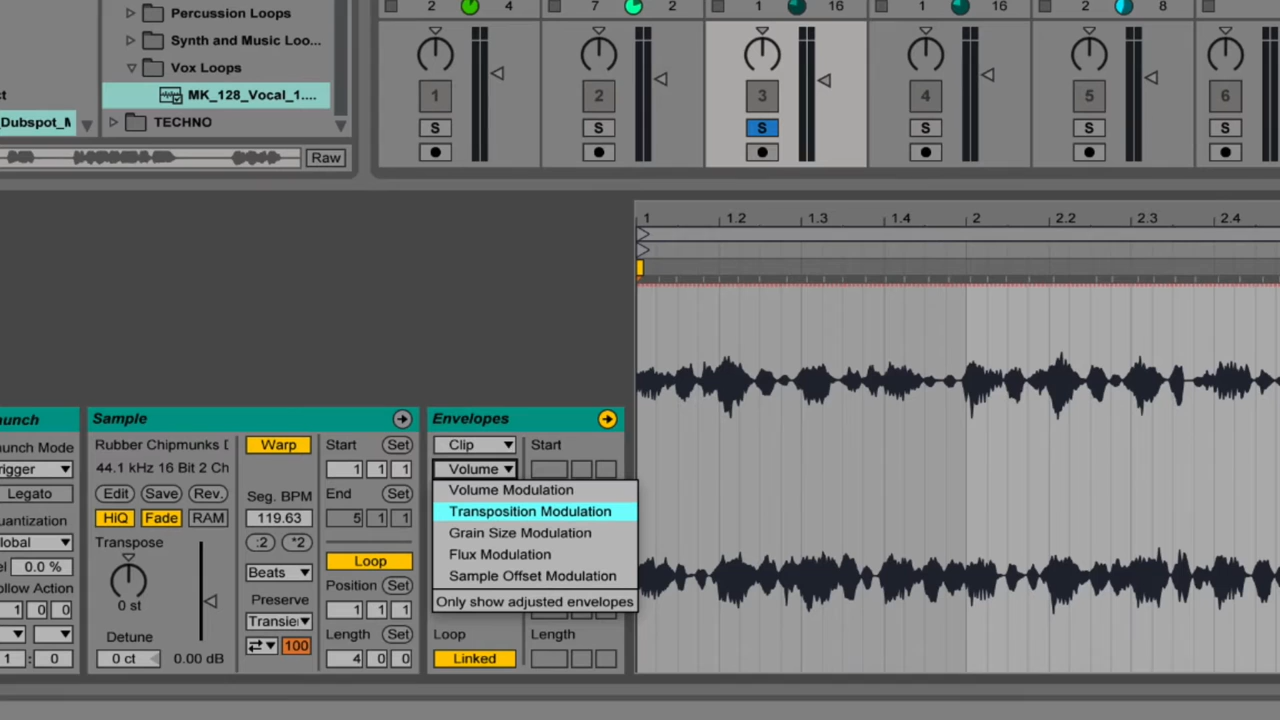 Percussion Loops
Synth and Music Loo...
Vox Loops
MK_128_Vocal_1....
TECHNO
_Dubspot_M
ct
Raw
2 4 7 2 1 16 16 2 8
1 2 3 4 5 6
S S S S S S
1 1.2 1.3 1.4 2 2.2 2.3 2.4
aunch
Launch Mode
rigger
Legato
uantization
lobal
el 0.0 %
ollow Action
1 0 0
1 : 0
Sample
Rubber Chipmunks D
44.1 kHz 16 Bit 2 Ch
Edit Save Rev.
HiQ Fade RAM
Transpose
0 st
Detune
0 ct 0.00 dB
Warp
Seg. BPM
119.63
:2 *2
Beats
Preserve
Transie
100
Start Set
1 1 1
End Set
5 1 1
Loop
Position Set
1 1 1
Length Set
4 0 0
Envelopes
Clip Start
Volume
Volume Modulation
Transposition Modulation
Grain Size Modulation
Flux Modulation
Sample Offset Modulation
Only show adjusted envelopes
Loop Length
Linked